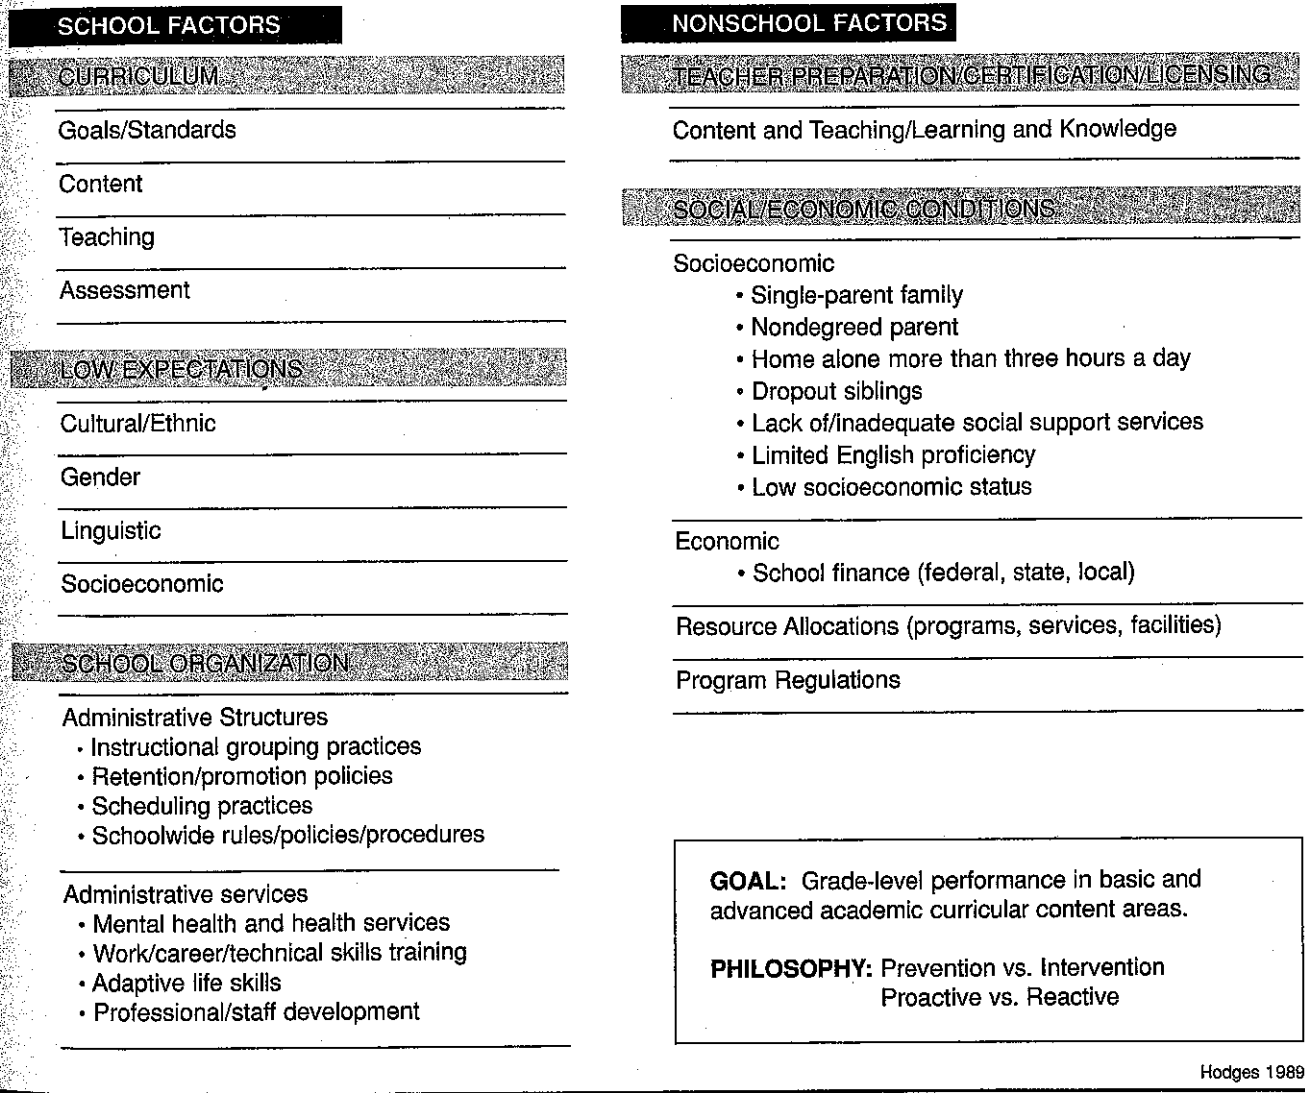 SCHOOL FACTORS
CURRICULUM
Goals/Standards
Content
Teaching
Assessment
LOW EXPECTATIONS
Cultural/Ethnic
Gender
Linguistic
Socioeconomic
SCHOOL ORGANIZATION
Administrative Structures
• Instructional grouping practices
• Retention/promotion policies
• Scheduling practices
• Schoolwide rules/policies/procedures
Administrative services
• Mental health and health services
• Work/career/technical skills training
• Adaptive life skills
• Professional/staff development
NONSCHOOL FACTORS
TEACHER PREPARATION/CERTIFICATION/LICENSING
Content and Teaching/Learning and Knowledge
SOCIAL/ECONOMIC CONDITIONS
Socioeconomic
• Single-parent family
• Nondegreed parent
• Home alone more than three hours a day
• Dropout siblings
• Lack of/inadequate social support services
• Limited English proficiency
• Low socioeconomic status
Economic
• School finance (federal, state, local)
Resource Allocations (programs, services, facilities)
Program Regulations
GOAL: Grade-level performance in basic and
advanced academic curricular content areas.
PHILOSOPHY: Prevention vs. Intervention
Proactive vs. Reactive
Hodges 1989